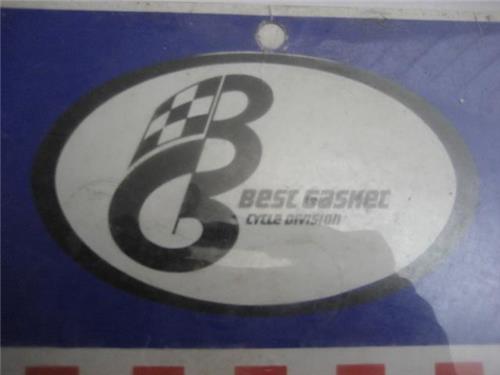 Best Gasket
CYCLE DIVISION